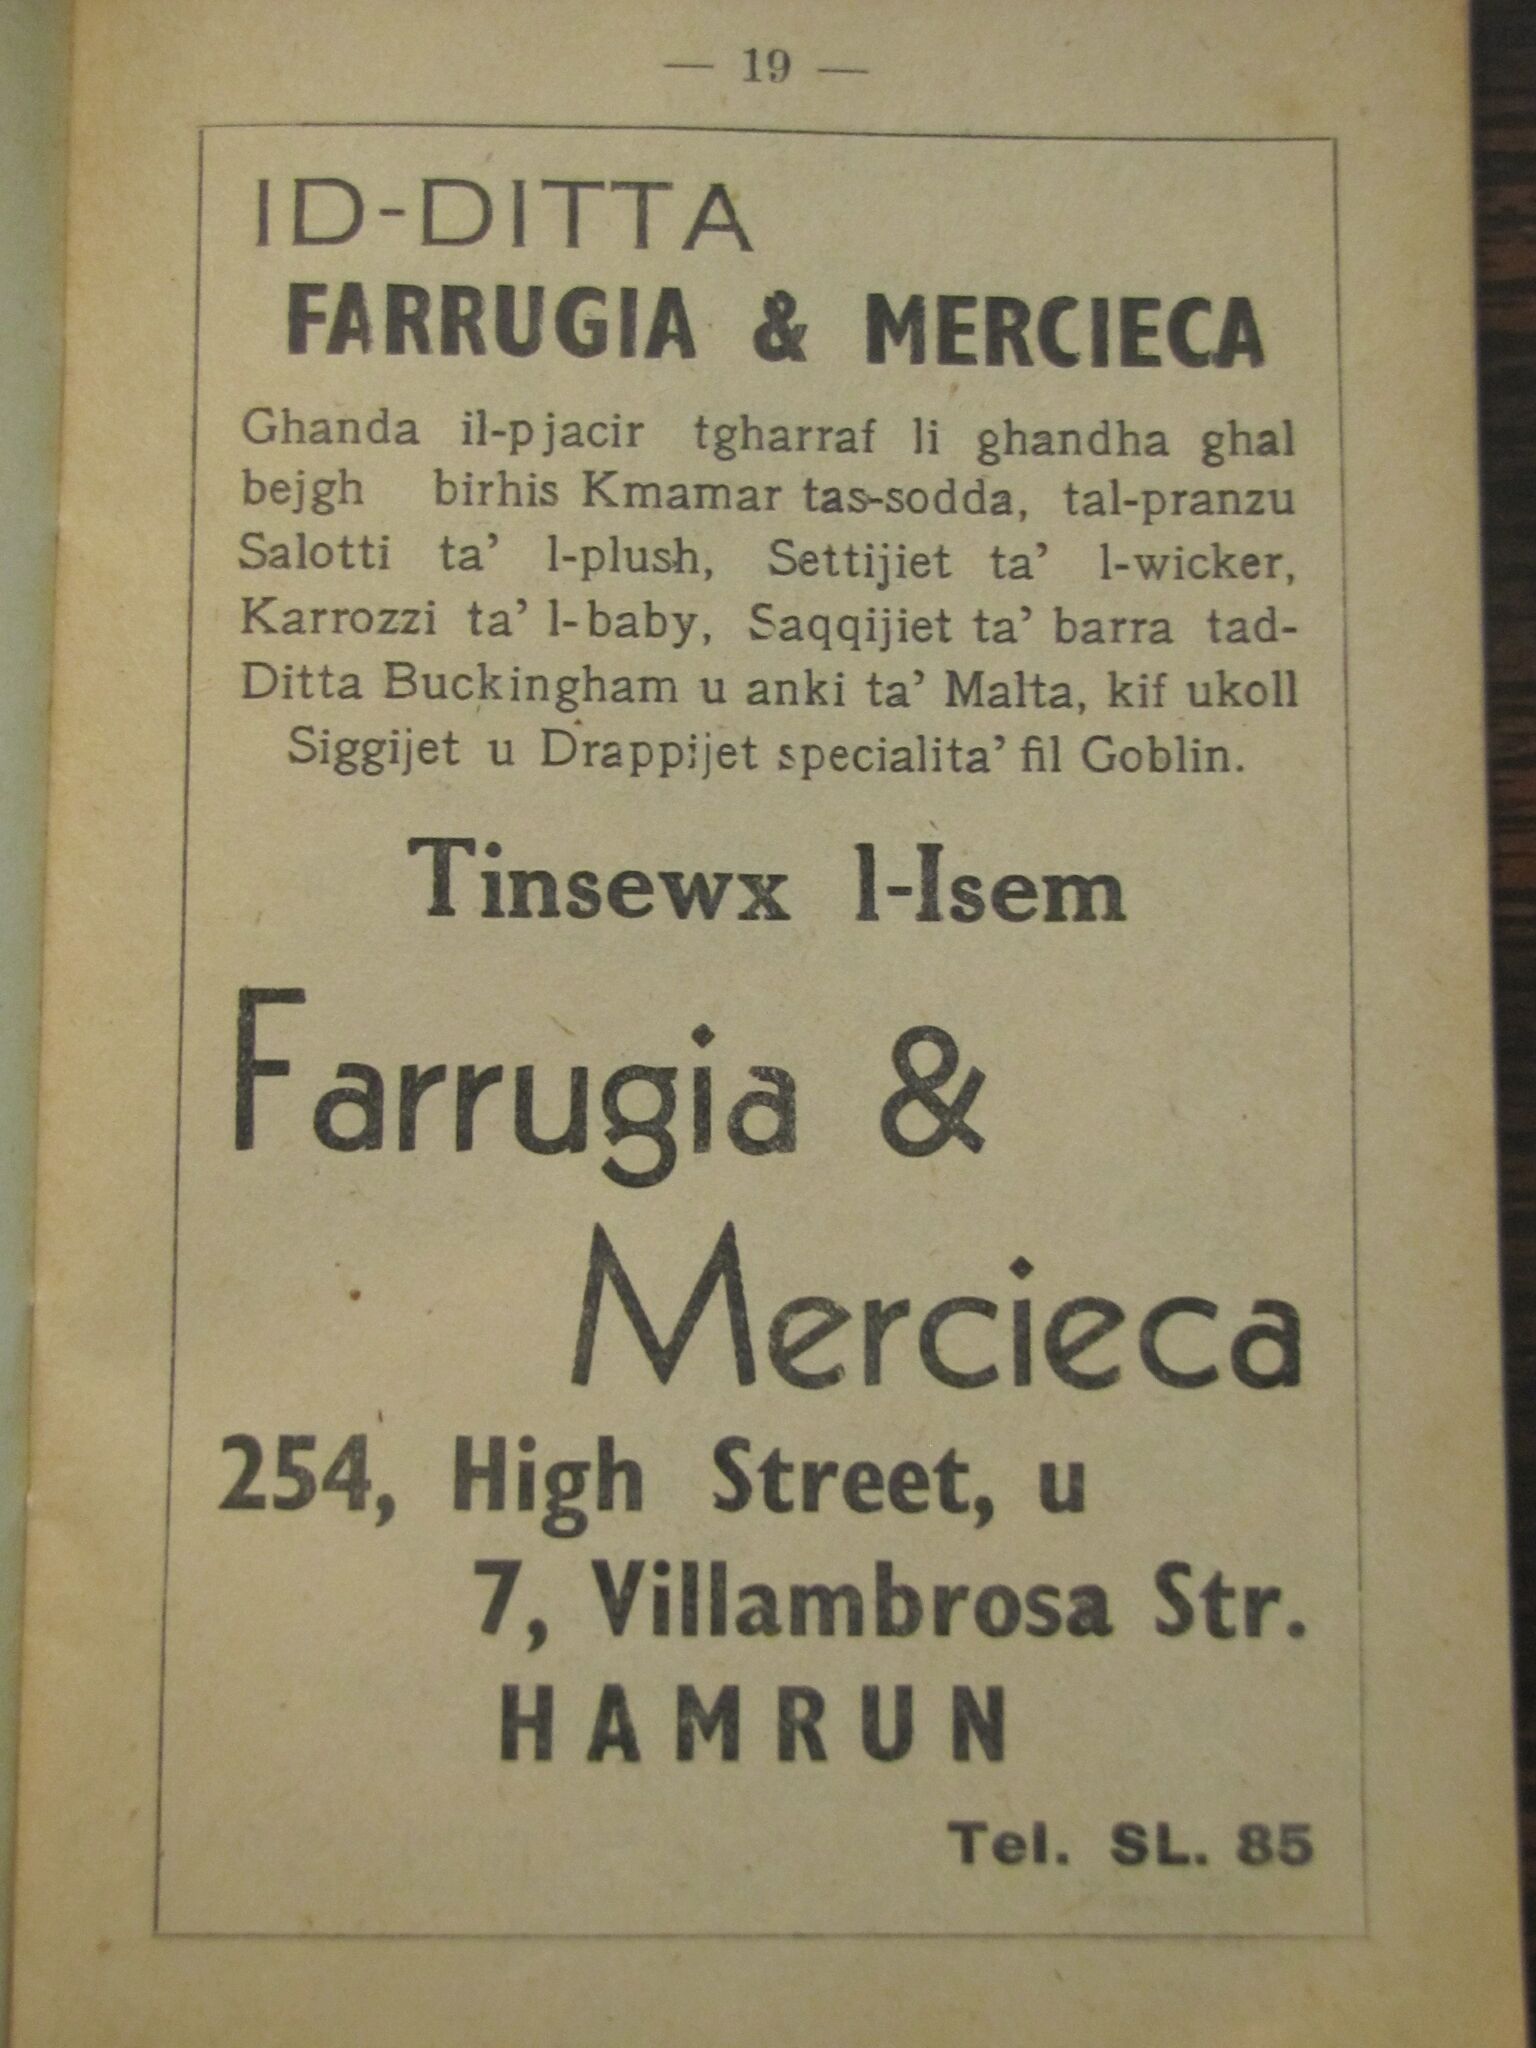 — 19 —
ID-DITTA
FARRUGIA & MERCIECA
Ghanda il-pjacir tgharraf li ghandha ghal
bejgh birhis Kmamar tas-sodda, tal-pranzu
Salotti ta’ l-plush, Settijiet ta’ l-wicker,
Karrozzi ta’ l-baby, Saqqijiet ta’ barra tad-
Ditta Buckingham u anki ta’ Malta, kif ukoll
Siggijet u Drappijet specialita’ fil Goblin.
Tinsewx l-Isem
Farrugia &
Mercieca
254, High Street, u
7, Villambrosa Str.
HAMRUN
Tel. SL. 85